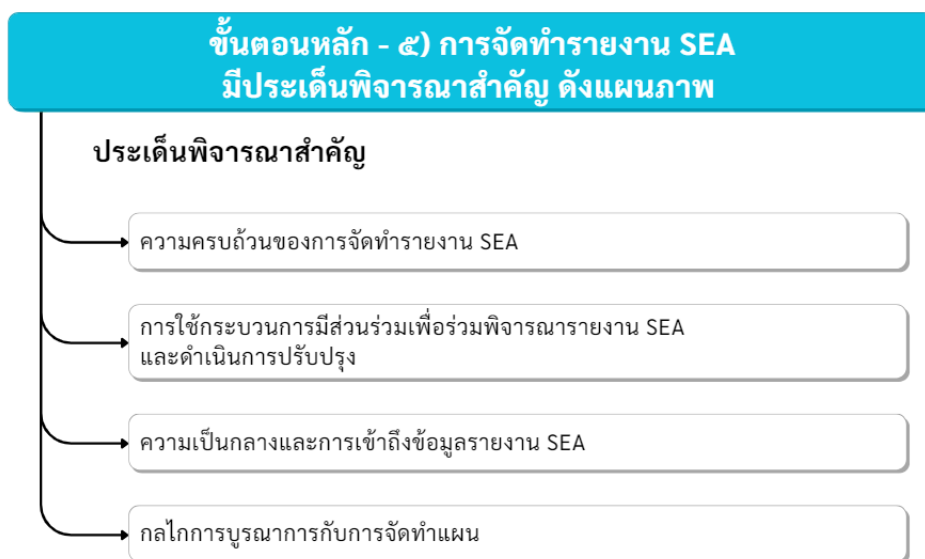 ขั้นตอนหลัก - ๕) การจัดทำรายงาน SEA
มีประเด็นพิจารณาสำคัญ ดังแผนภาพ
ประเด็นพิจารณาสำคัญ
ความครบถ้วนของการจัดทำรายงาน SEA
การใช้กระบวนการมีส่วนร่วมเพื่อร่วมพิจารณารายงาน SEA
และดำเนินการปรับปรุง
ความเป็นกลางและการเข้าถึงข้อมูลรายงาน SEA
กลไกการบูรณาการกับการจัดทำแผน